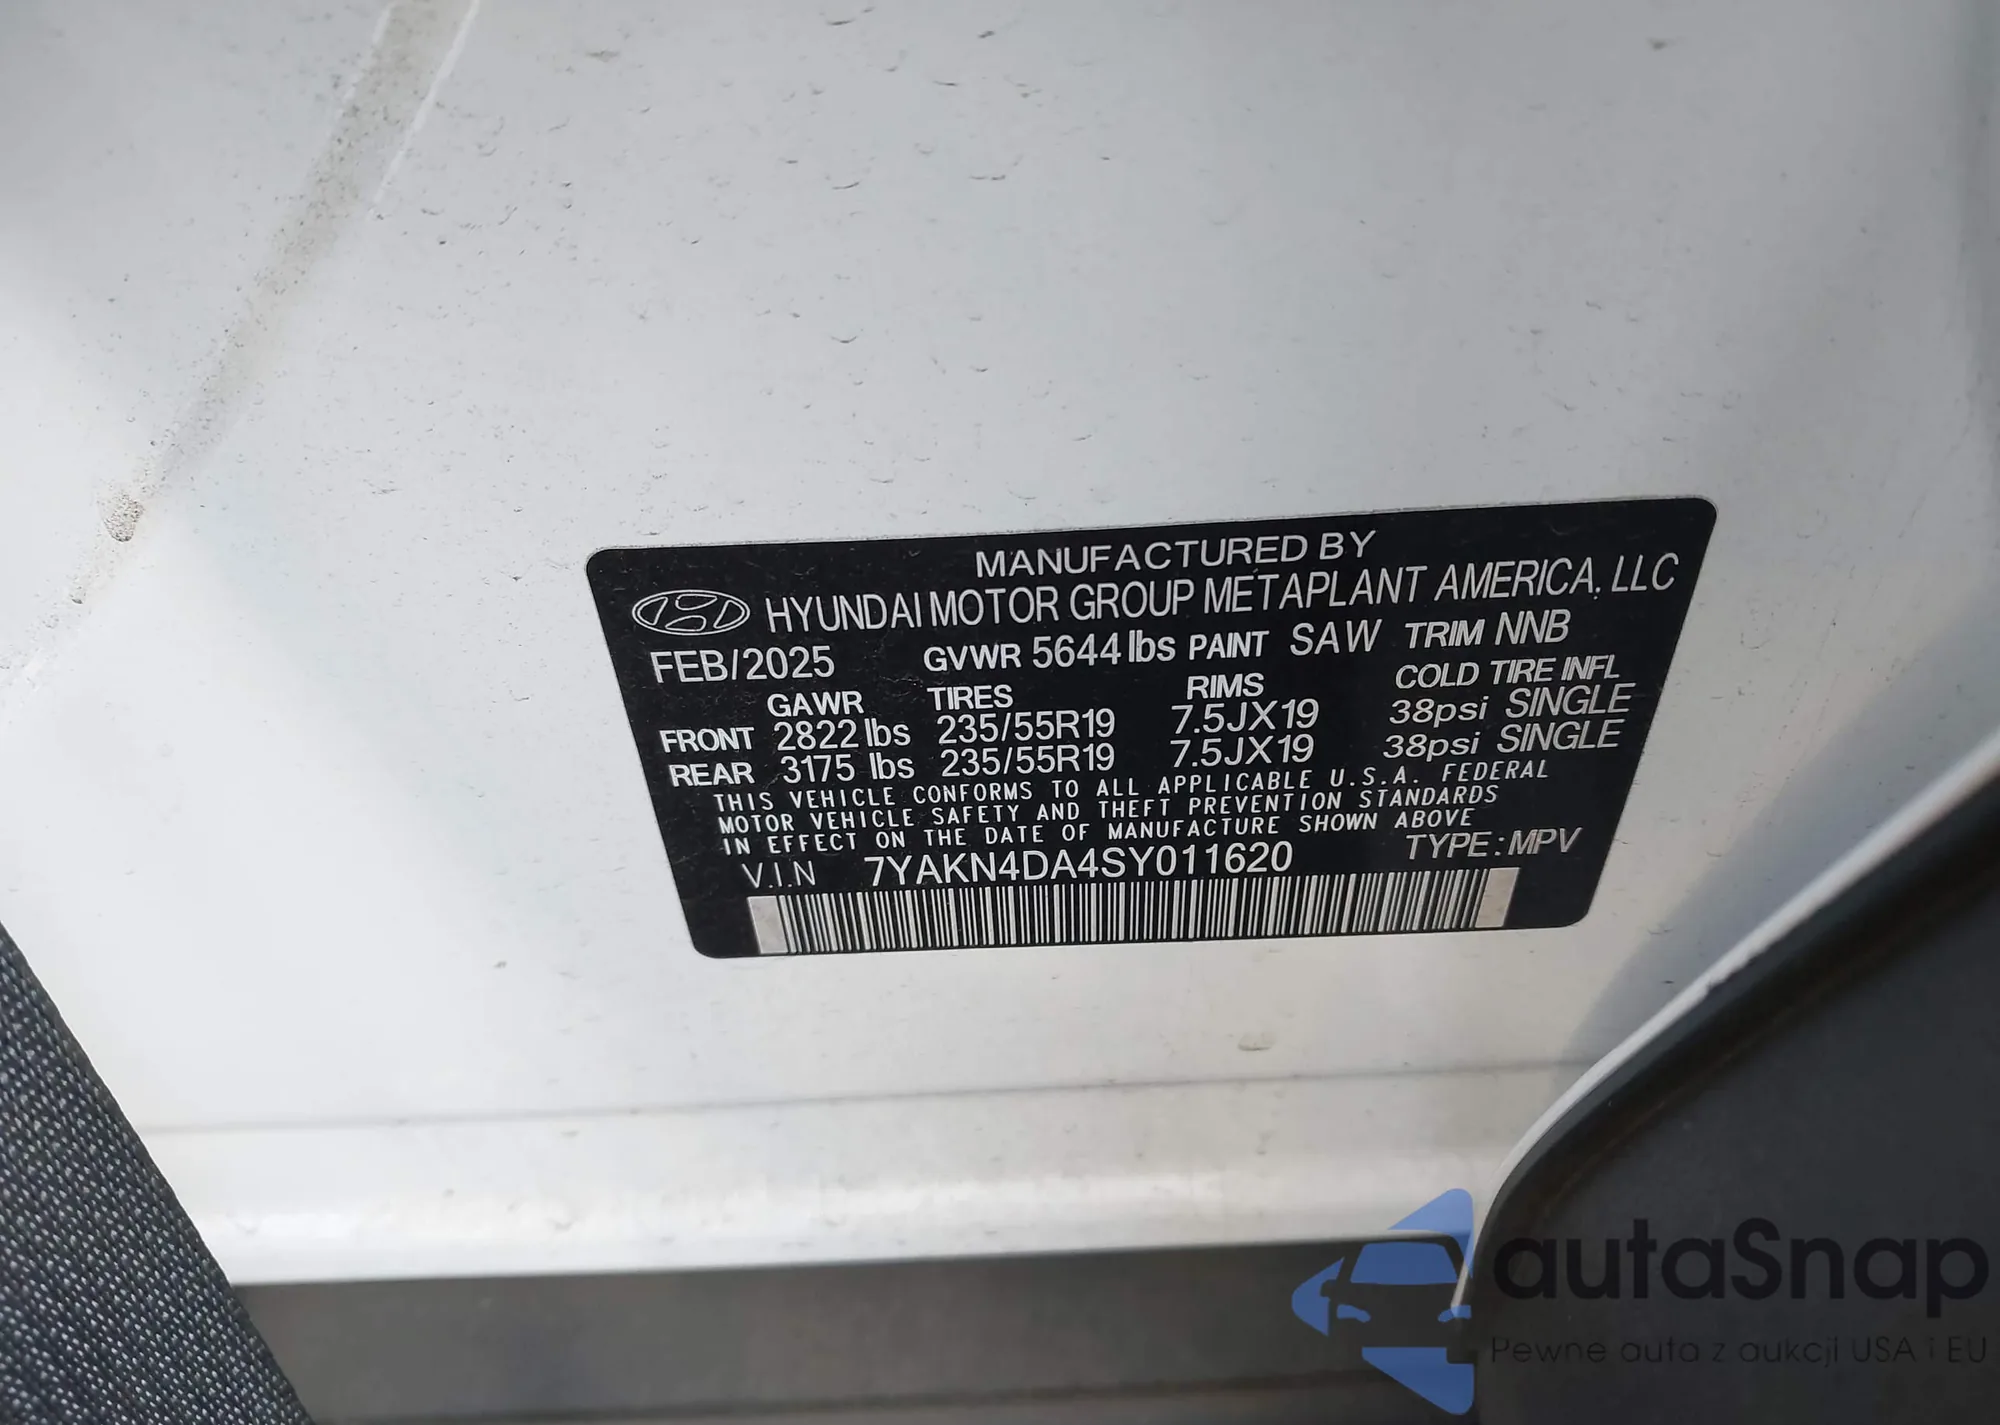 MANUFACTURED BY
HYUNDAI MOTOR GROUP METAPLANT AMERICA, LLC
FEB/2025 GVWR 5644 lbs PAINT SAW TRIM NNB
GAWR TIRES RIMS COLD TIRE INFL
FRONT 2822 lbs 235/55R19 7.5JX19 38psi SINGLE
REAR 3175 lbs 235/55R19 7.5JX19 38psi SINGLE
THIS VEHICLE CONFORMS TO ALL APPLICABLE U.S.A. FEDERAL
MOTOR VEHICLE SAFETY AND THEFT PREVENTION STANDARDS
IN EFFECT ON THE DATE OF MANUFACTURE SHOWN ABOVE
V.I.N 7YAKN4DA4SY011620 TYPE:MPV
autaSnap
Pewne auta z aukcji USA i EU